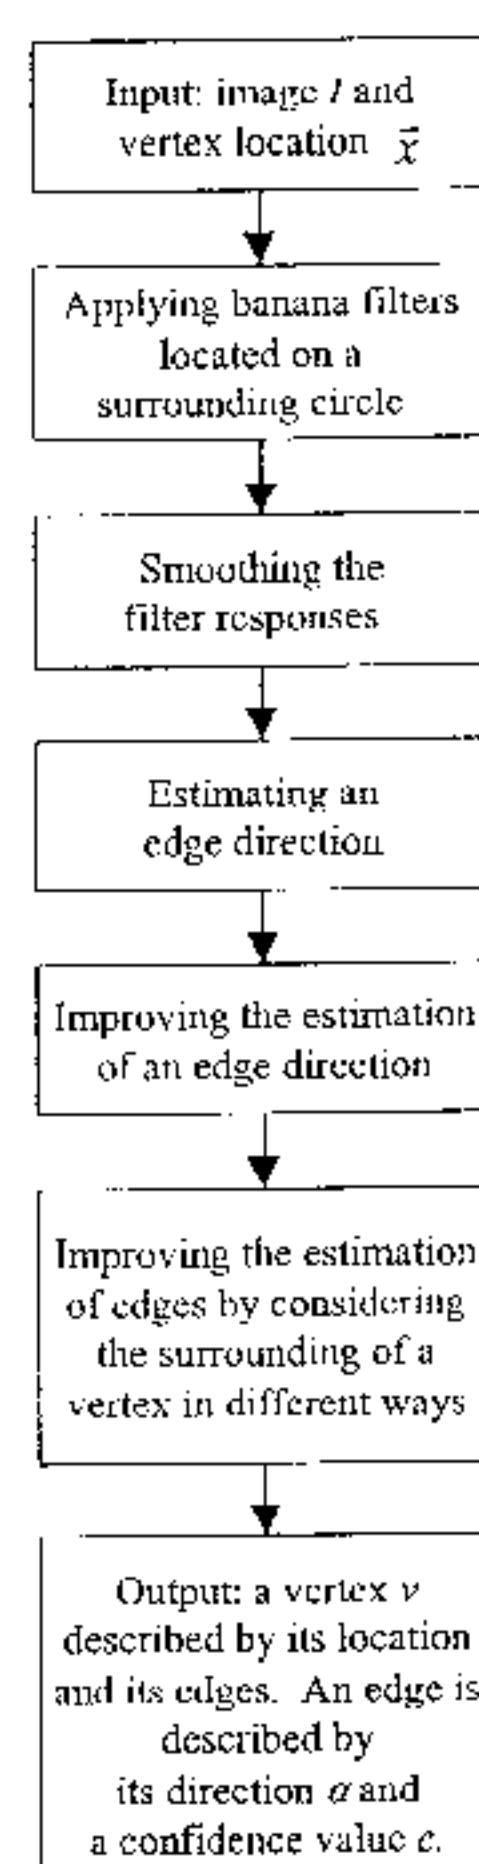 Input: image I and
vertex location x⃗
Applying banana filters
located on a
surrounding circle
Smoothing the
filter responses
Estimating an
edge direction
Improving the estimation
of an edge direction
Improving the estimation
of edges by considering
the surrounding of a
vertex in different ways
Output: a vertex v
described by its location
and its edges. An edge is
described by
its direction α and
a confidence value c.